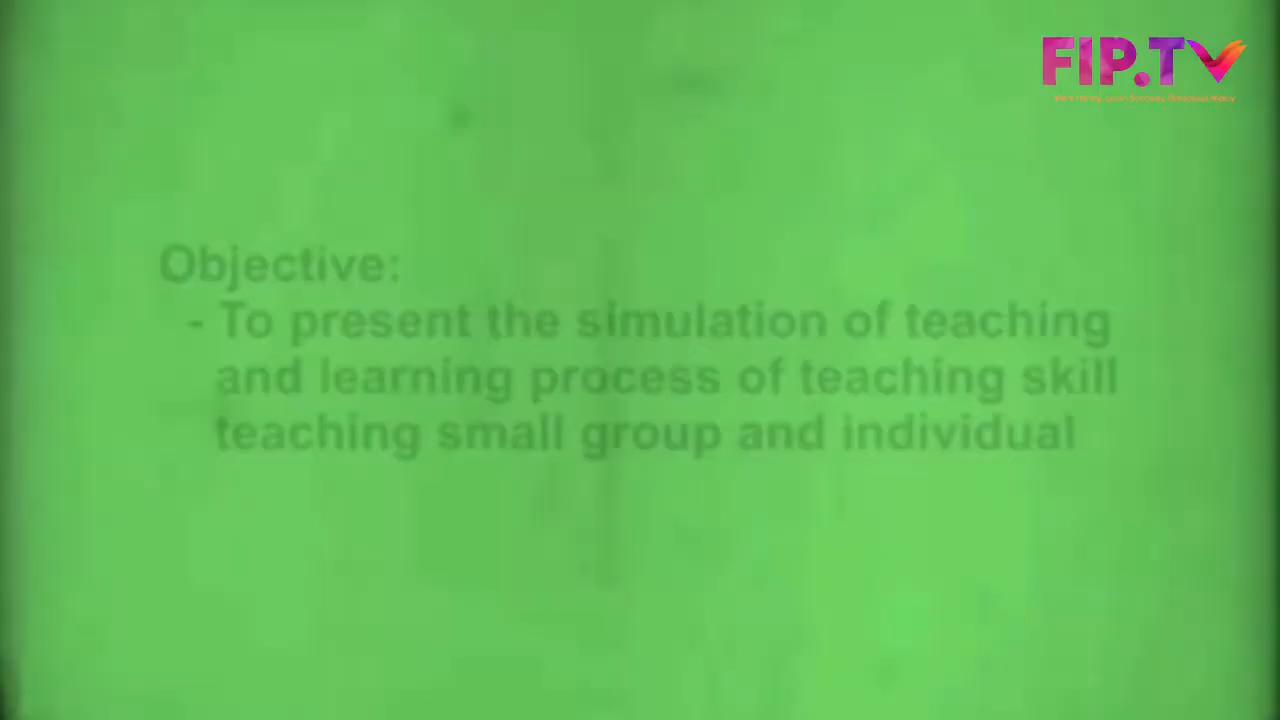 FIP.TV
Objective:
- To present the simulation of teaching
and learning process of teaching skill
teaching small group and individual